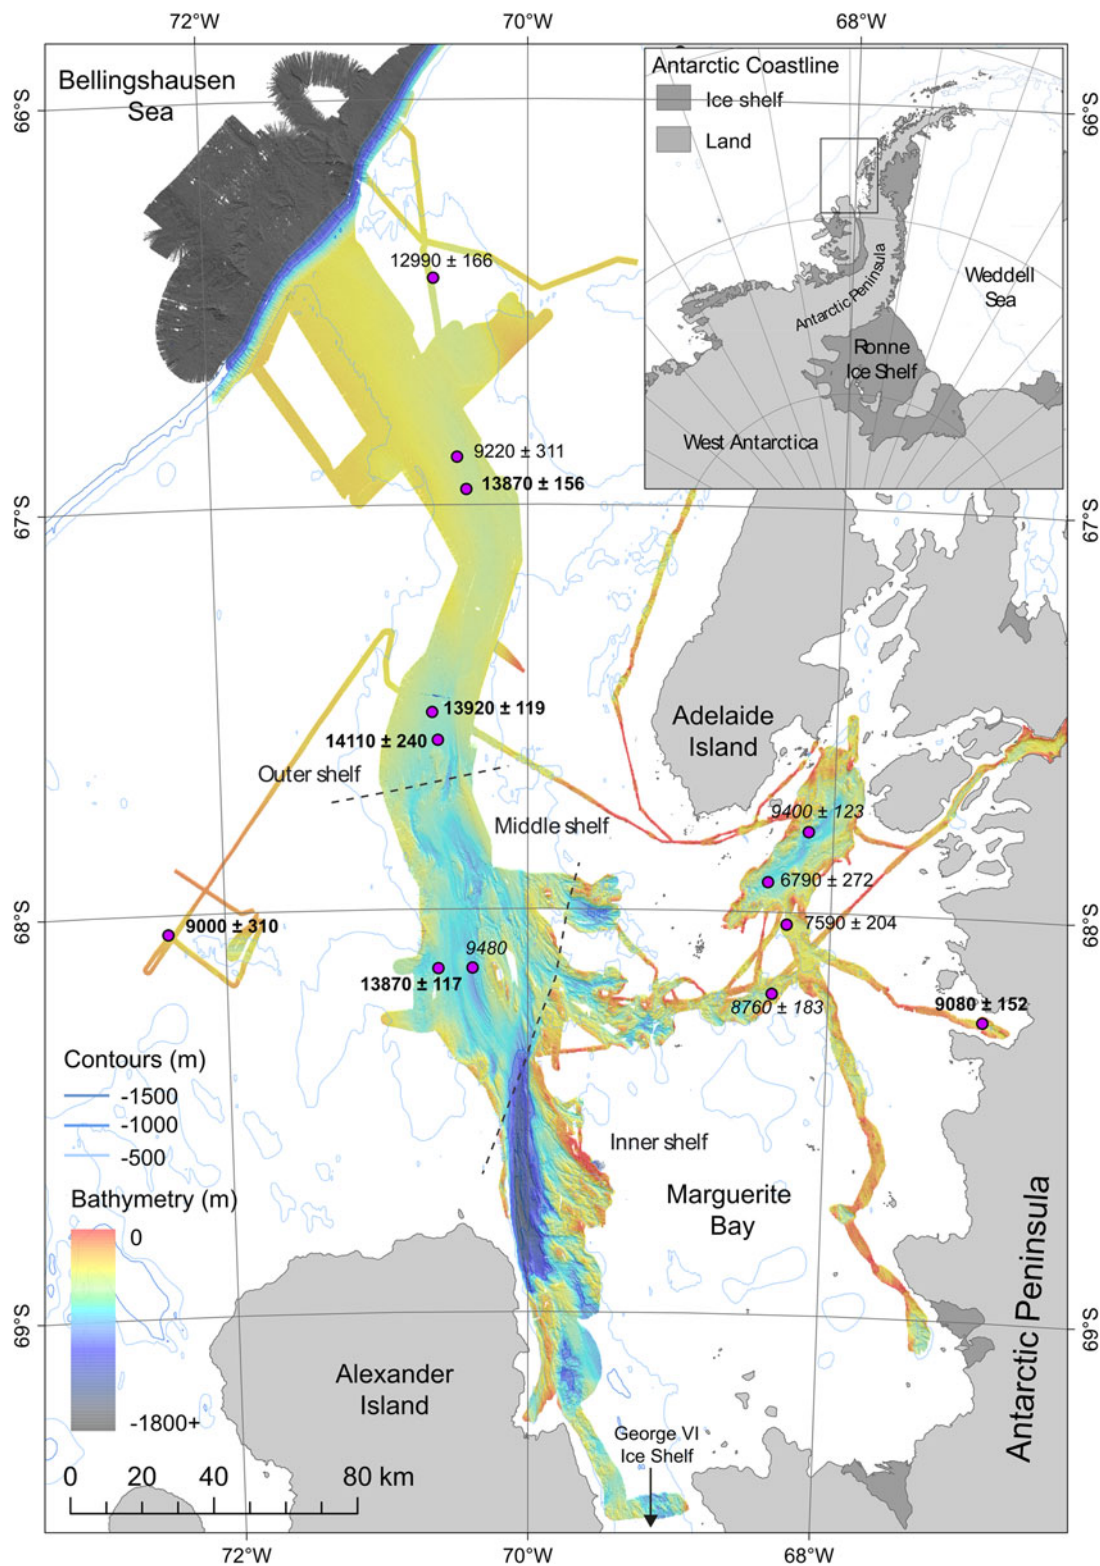 72°W
70°W
68°W
Bellingshausen
Sea
66°S
66°S
Antarctic Coastline
Ice shelf
Land
Weddell
Sea
Antarctic Peninsula
Ronne
Ice Shelf
West Antarctica
12990 ± 166
9220 ± 311
13870 ± 156
67°S
67°S
13920 ± 119
14110 ± 240
Outer shelf
Adelaide
Island
Middle shelf
9400 ± 123
6790 ± 272
7590 ± 204
68°S
68°S
9000 ± 310
9480
13870 ± 117
8760 ± 183
9080 ± 152
Contours (m)
-1500
-1000
-500
Inner shelf
Marguerite
Bay
Bathymetry (m)
0
-1800+
69°S
69°S
Alexander
Island
Antarctic Peninsula
George VI
Ice Shelf
0 20 40 80 km
72°W
70°W
68°W